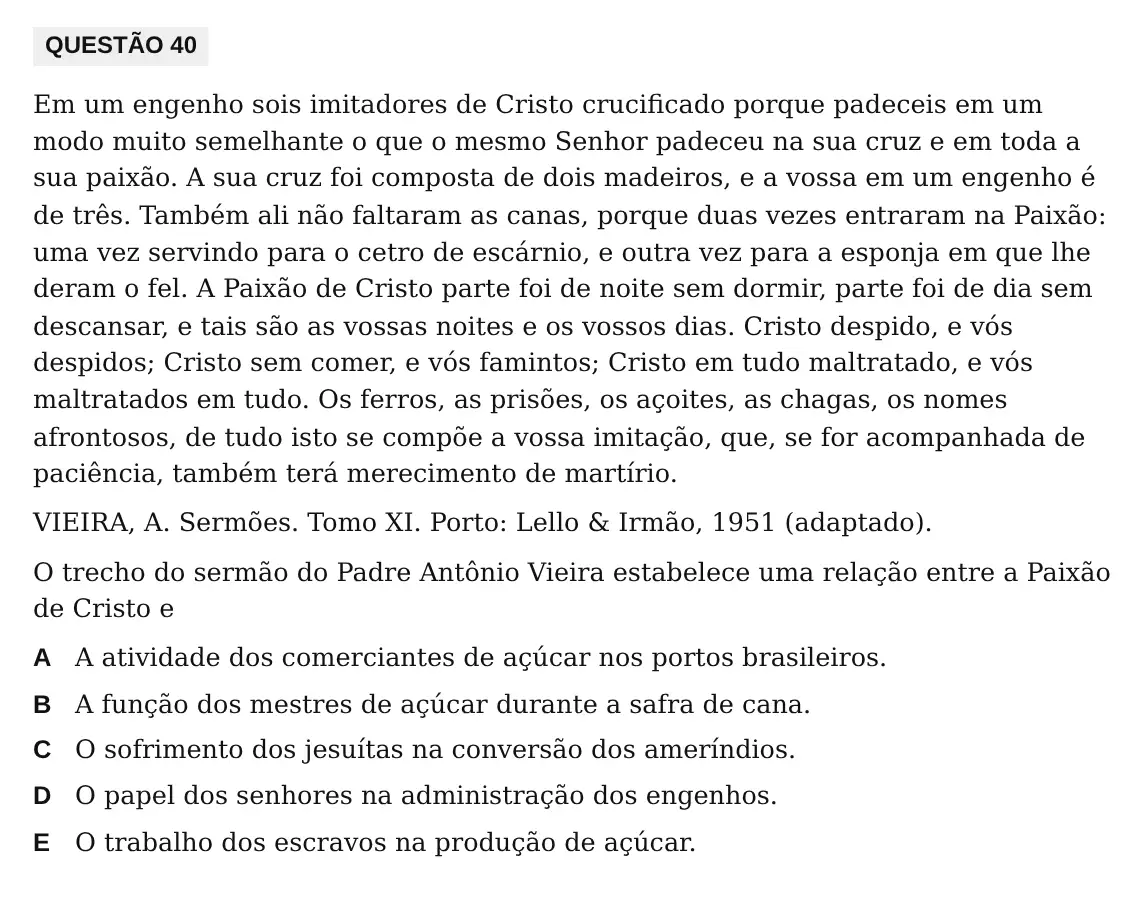 QUESTÃO 40
Em um engenho sois imitadores de Cristo crucificado porque padeceis em um
modo muito semelhante o que o mesmo Senhor padeceu na sua cruz e em toda a
sua paixão. A sua cruz foi composta de dois madeiros, e a vossa em um engenho é
de três. Também ali não faltaram as canas, porque duas vezes entraram na Paixão:
uma vez servindo para o cetro de escárnio, e outra vez para a esponja em que lhe
deram o fel. A Paixão de Cristo parte foi de noite sem dormir, parte foi de dia sem
descansar, e tais são as vossas noites e os vossos dias. Cristo despido, e vós
despidos; Cristo sem comer, e vós famintos; Cristo em tudo maltratado, e vós
maltratados em tudo. Os ferros, as prisões, os açoites, as chagas, os nomes
afrontosos, de tudo isto se compõe a vossa imitação, que, se for acompanhada de
paciência, também terá merecimento de martírio.
VIEIRA, A. Sermões. Tomo XI. Porto: Lello & Irmão, 1951 (adaptado).
O trecho do sermão do Padre Antônio Vieira estabelece uma relação entre a Paixão
de Cristo e
A A atividade dos comerciantes de açúcar nos portos brasileiros.
B A função dos mestres de açúcar durante a safra de cana.
C O sofrimento dos jesuítas na conversão dos ameríndios.
D O papel dos senhores na administração dos engenhos.
E O trabalho dos escravos na produção de açúcar.